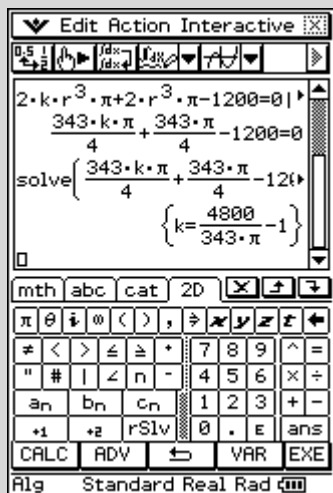 Edit Action Interactive
2·k·r³·π+2·r³·π-1200=0|
343·k·π/4+343·π/4-1200=0
solve(343·k·π/4+343·π/4-120
{k=4800/343·π-1}
mth abc cat 2D
π θ i ∞ ( ) , ⇒ x y z t ←
≠ < > ≤ ≥ 7 8 9 ^ =
" # | ∠ 4 5 6 × ÷
an bn cn 1 2 3 + -
+1 +2 rSlv 0 . E ans
CALC ADV VAR EXE
Alg Standard Real Rad